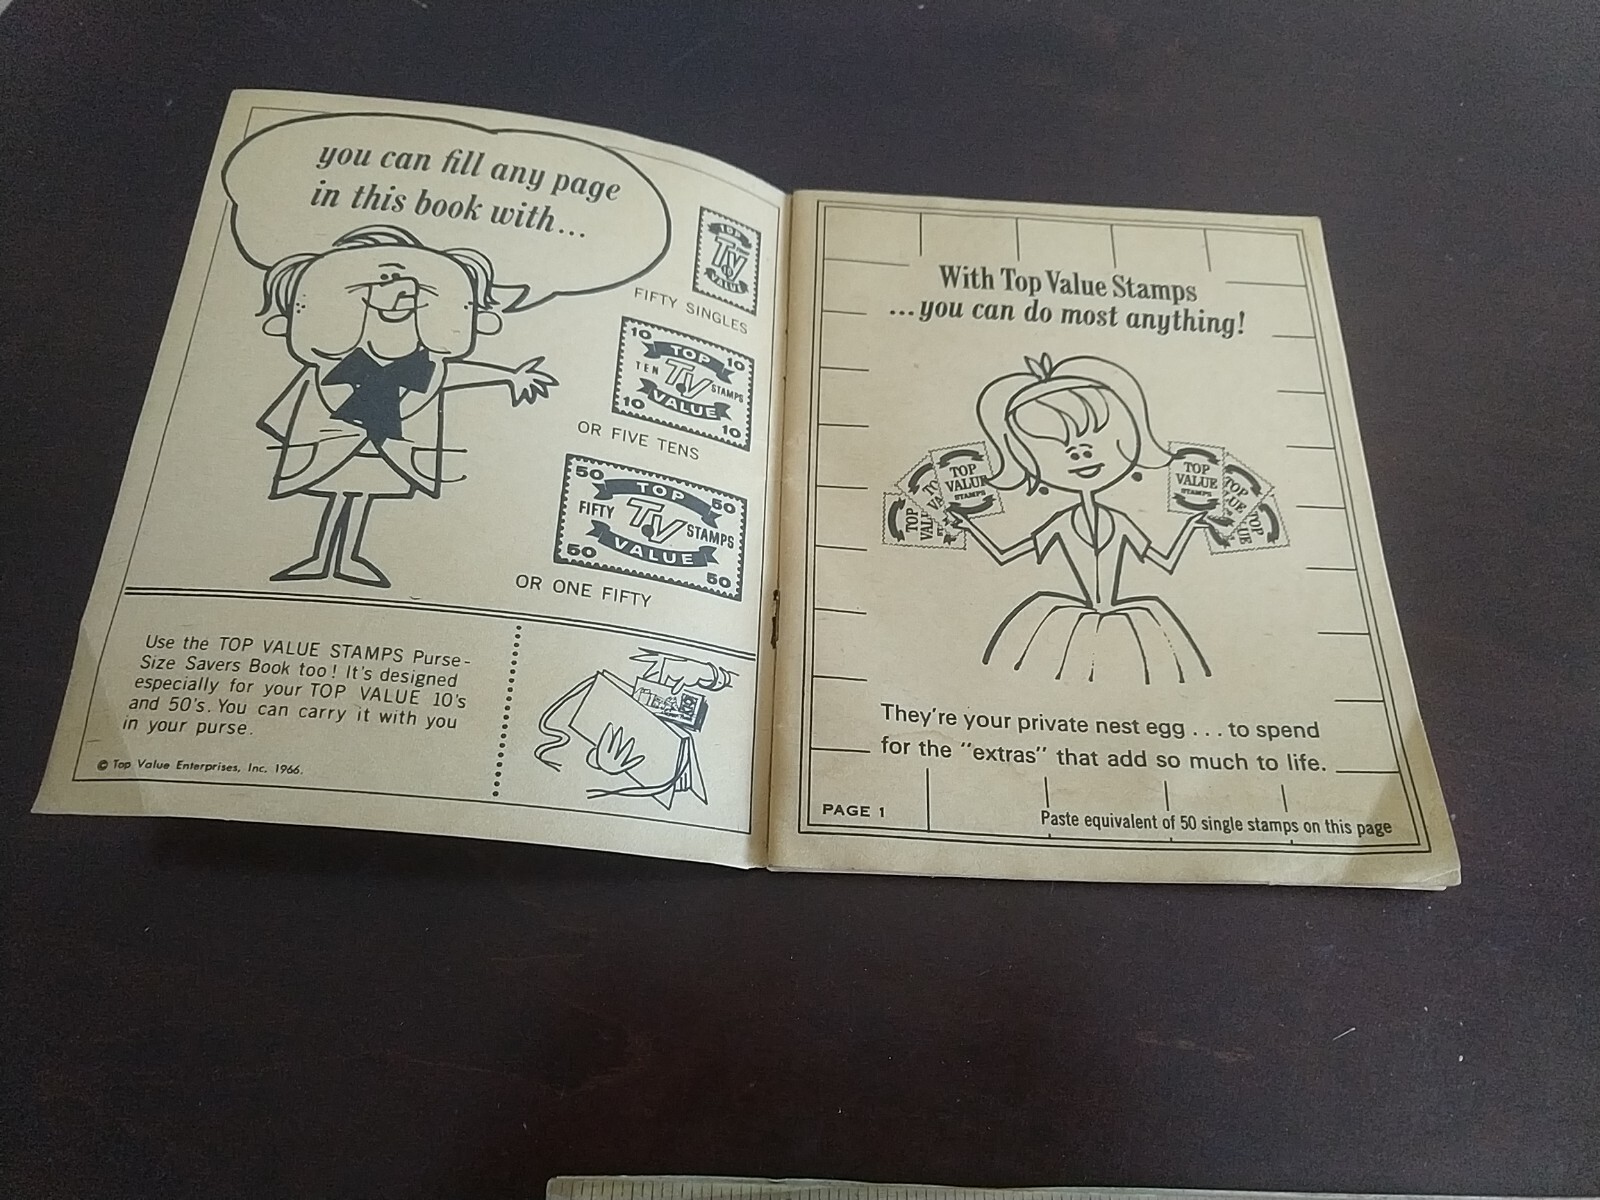 you can fill any page
in this book with...
TOP
TV
VALUE
FIFTY SINGLES
10 TOP 10
TEN TV STAMPS
VALUE
10 10
OR FIVE TENS
50 TOP 50
FIFTY TV STAMPS
VALUE
50 50
OR ONE FIFTY
Use the TOP VALUE STAMPS Purse-
Size Savers Book too! It's designed
especially for your TOP VALUE 10's
and 50's. You can carry it with you
in your purse.
© Top Value Enterprises, Inc. 1966.
With Top Value Stamps
...you can do most anything!
TOP
VALUE
STAMPS
TOP
VALUE
STAMPS
They're your private nest egg... to spend
for the "extras" that add so much to life.
PAGE 1
Paste equivalent of 50 single stamps on this page